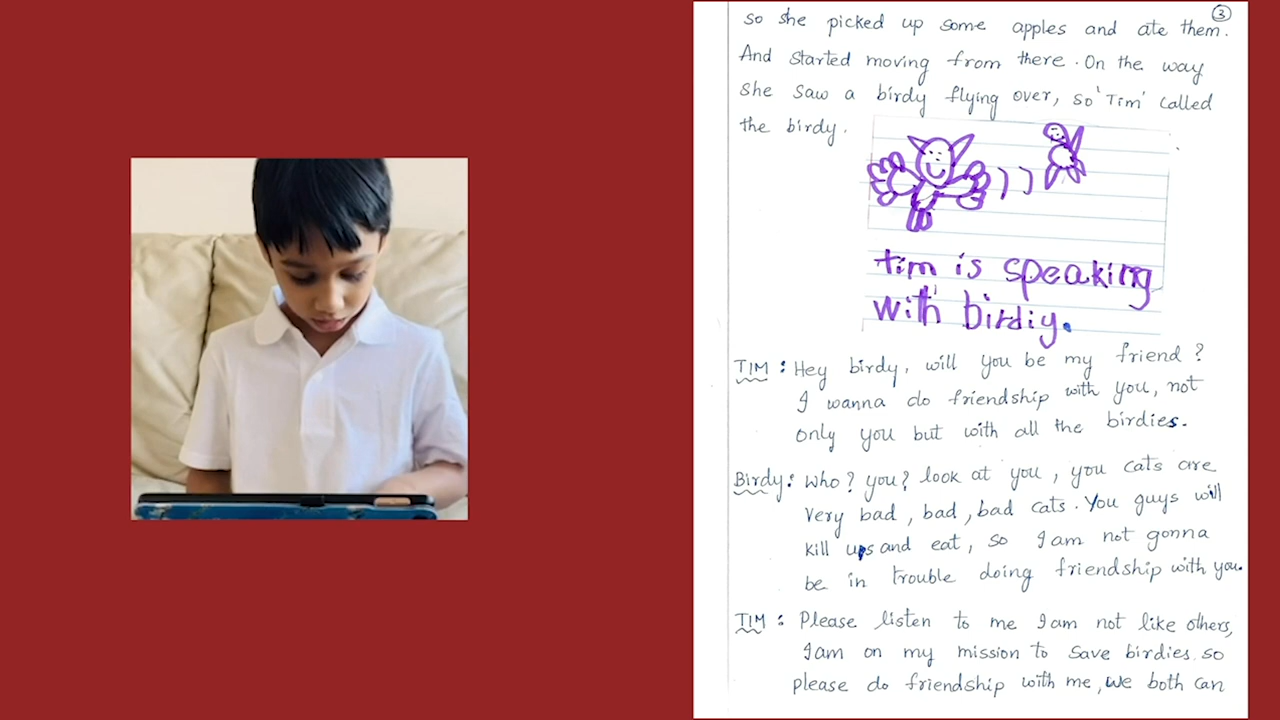 3
so she picked up some apples and ate them.
And started moving from there. On the way
she saw a birdy flying over, so 'Tim' called
the birdy.
tim is speaking
with birdiy.
TIM : Hey birdy, will you be my friend ?
I wanna do friendship with you, not
only you but with all the birdies.
Birdy: Who? you? look at you, you cats are
very bad, bad, bad cats. You guys will
kill us and eat, so I am not gonna
be in trouble doing friendship with you.
TIM : Please listen to me I am not like others,
I am on my mission to save birdies. so
please do friendship with me, we both can